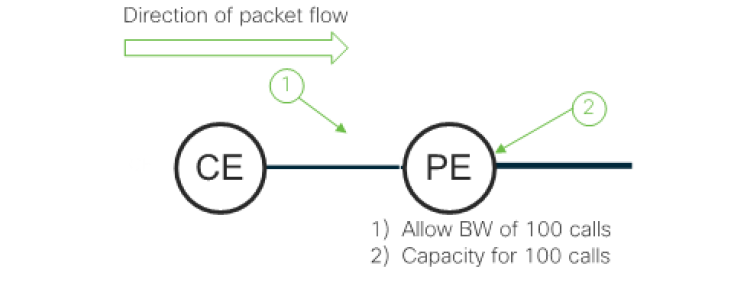 Direction of packet flow
1
2
CE
PE
1) Allow BW of 100 calls
2) Capacity for 100 calls